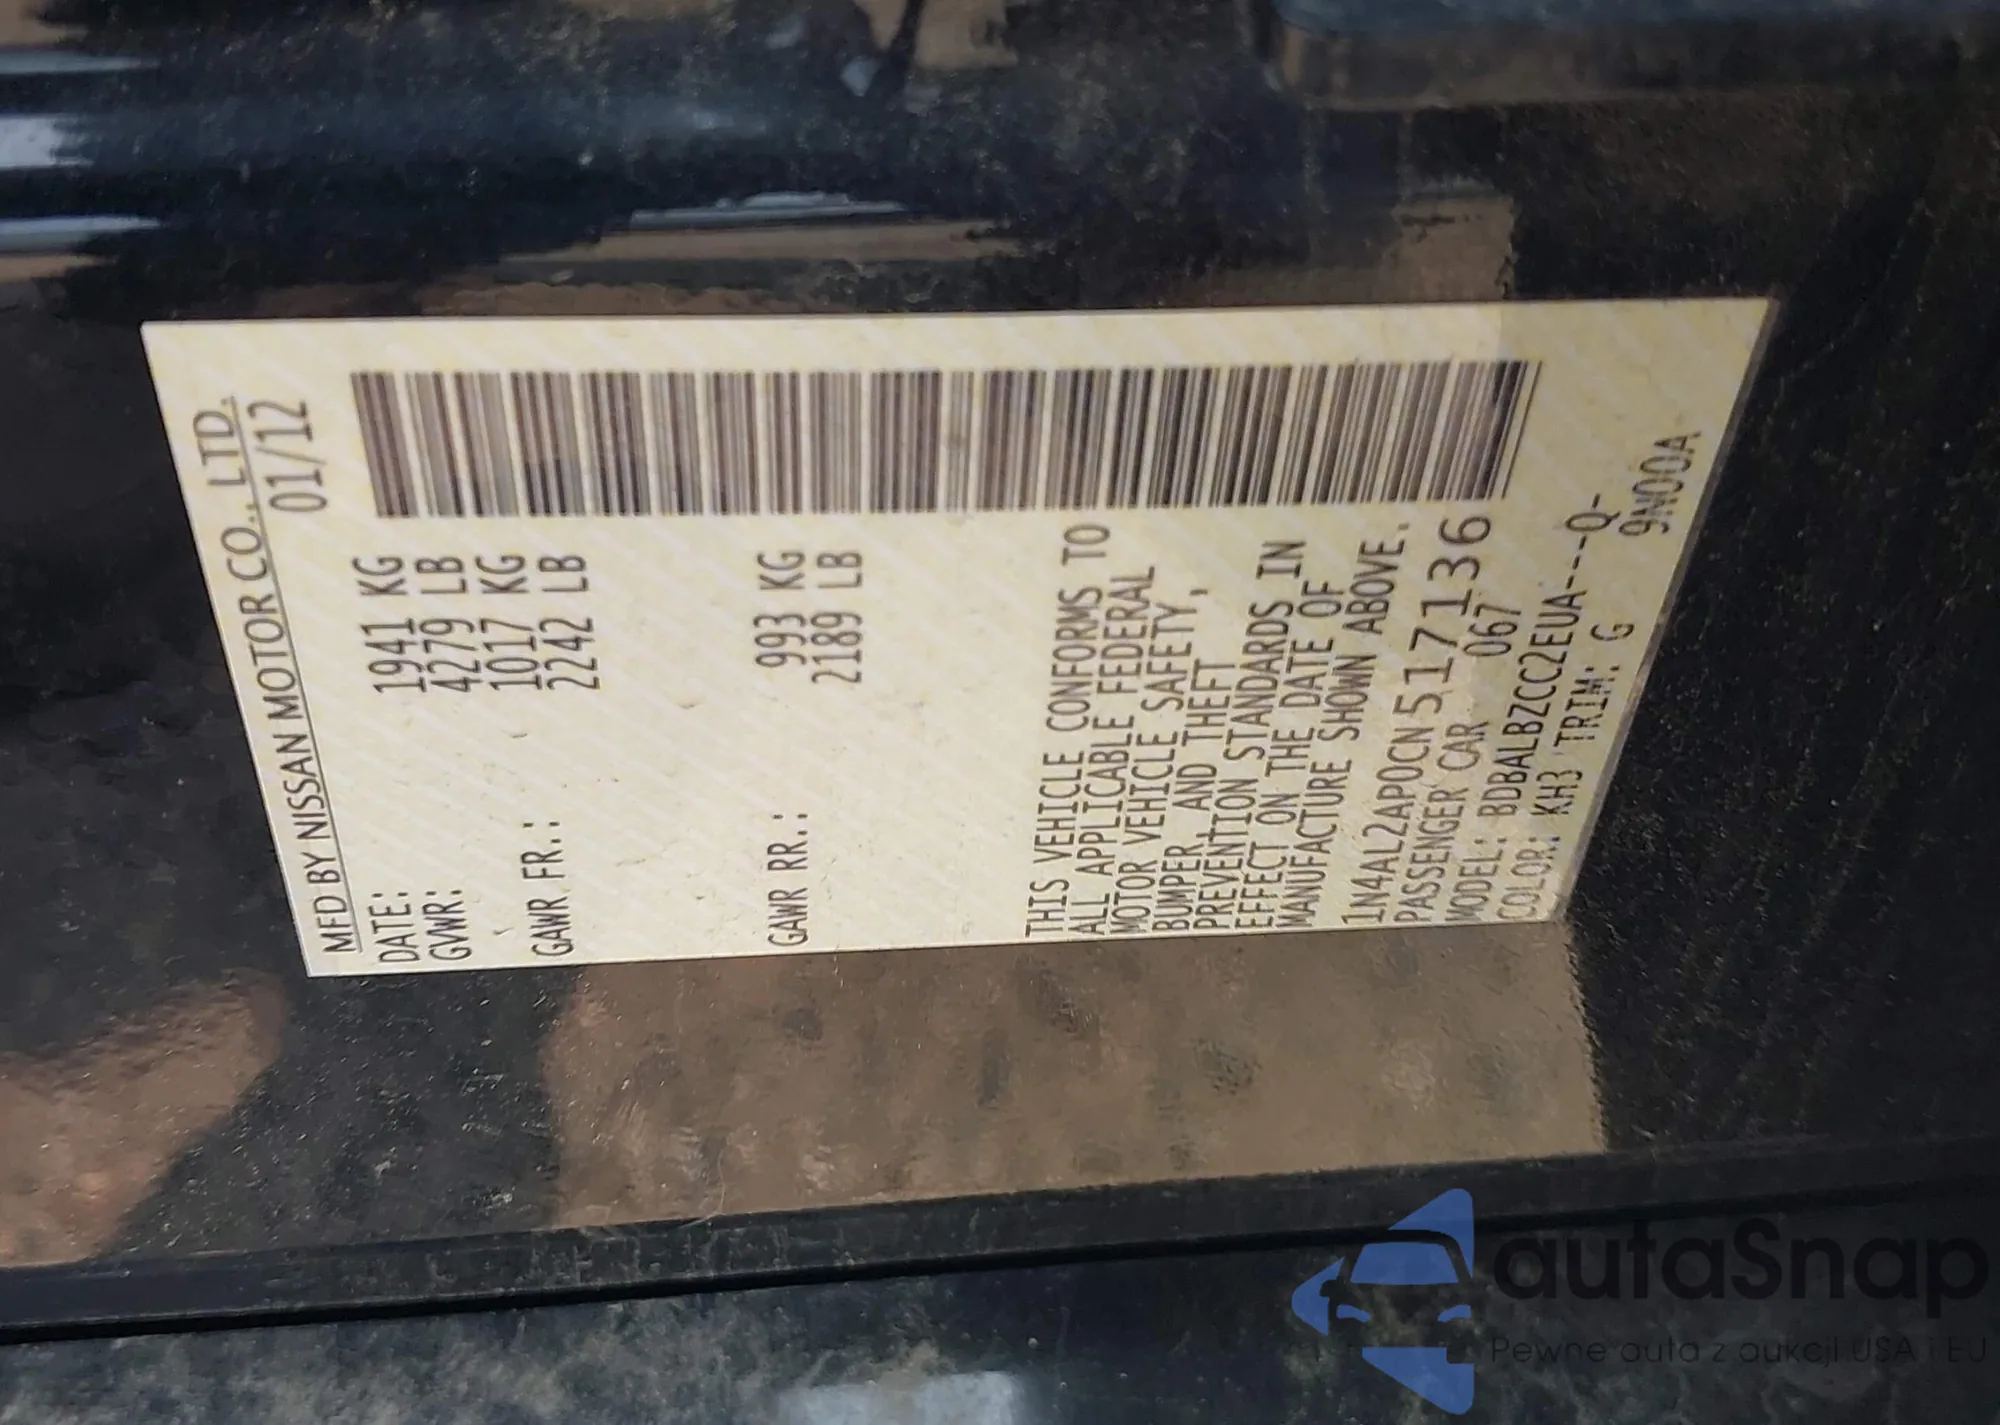 MFD BY NISSAN MOTOR CO., LTD.
DATE: 01/12
GVWR: 1941 KG
4279 LB
GAWR FR.: 1017 KG
2242 LB
GAWR RR.: 993 KG
2189 LB
THIS VEHICLE CONFORMS TO
ALL APPLICABLE FEDERAL
MOTOR VEHICLE SAFETY,
BUMPER, AND THEFT
PREVENTION STANDARDS IN
EFFECT ON THE DATE OF
MANUFACTURE SHOWN ABOVE.
1N4AL2AP0CN517136
PASSENGER CAR 067
MODEL: BDBALBZCC2EUA---Q-
COLOR: KH3 TRIM: G 9N00A
autaSnap
Pewne auta z aukcji USA i EU